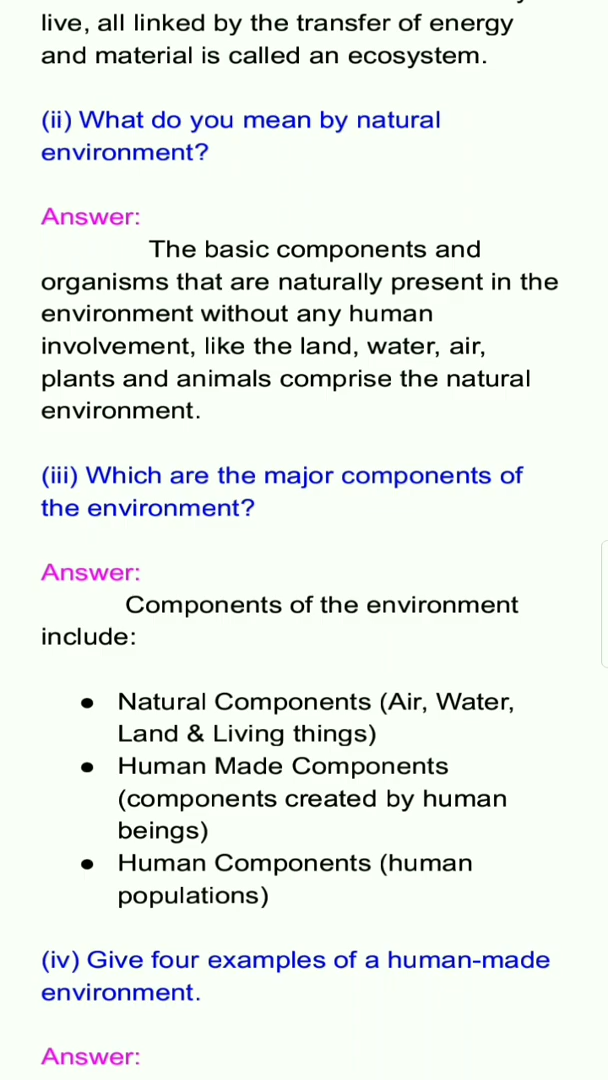 live, all linked by the transfer of energy
and material is called an ecosystem.
(ii) What do you mean by natural
environment?
Answer:
The basic components and
organisms that are naturally present in the
environment without any human
involvement, like the land, water, air,
plants and animals comprise the natural
environment.
(iii) Which are the major components of
the environment?
Answer:
Components of the environment
include:
● Natural Components (Air, Water,
Land & Living things)
● Human Made Components
(components created by human
beings)
● Human Components (human
populations)
(iv) Give four examples of a human-made
environment.
Answer: